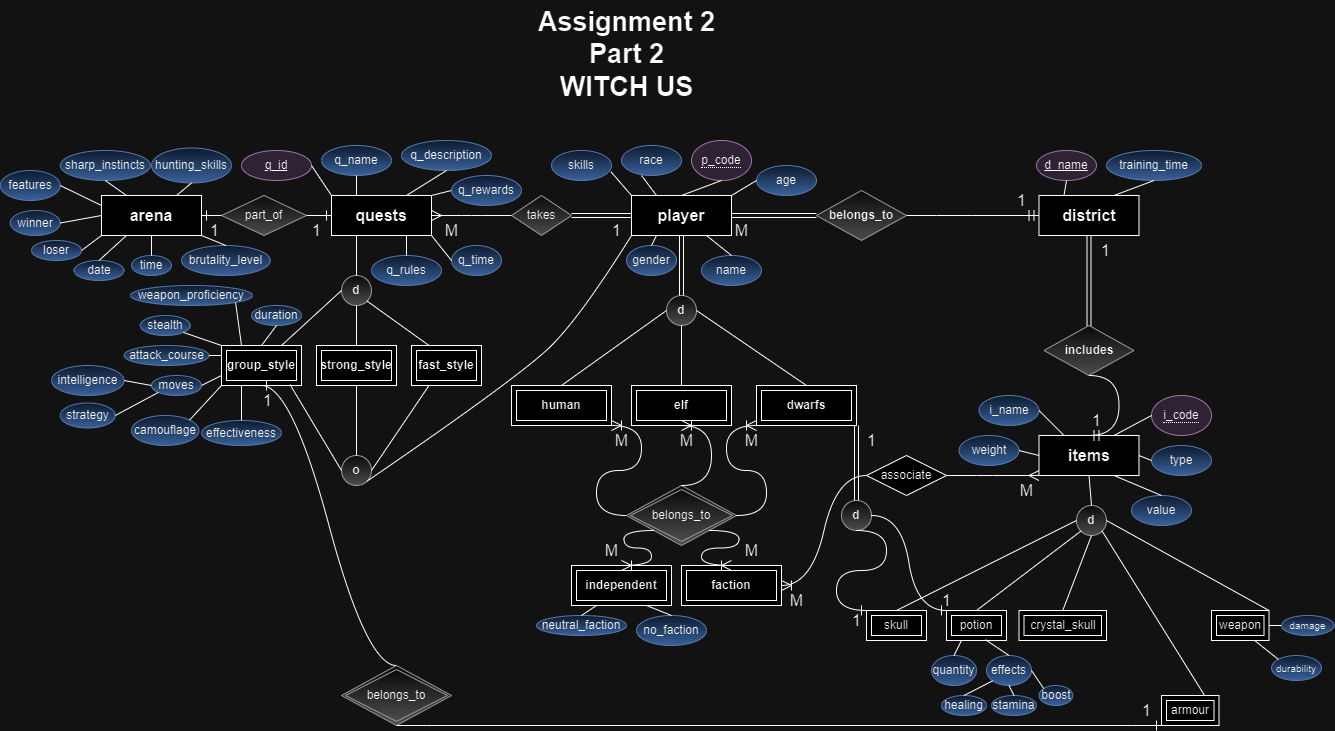 Assignment 2
Part 2
WITCH US
sharp_instincts
hunting_skills
q_id
q_name
q_description
skills
race
p_code
age
d_name
training_time
features
q_rewards
arena
part_of
quests
takes
player
belongs_to
district
1
1
1
M
1
M
winner
loser
date
time
brutality_level
q_rules
q_time
gender
name
1
d
weapon_proficiency
duration
d
stealth
attack_course
group_style
strong_style
fast_style
includes
intelligence
moves
strategy
1
camouflage
effectiveness
human
elf
dwarfs
i_name
i_code
1
M
M
M
1
weight
items
type
o
associate
M
value
belongs_to
d
d
M
M
independent
faction
M
neutral_faction
no_faction
1
1
skull
potion
crystal_skull
weapon
damage
quantity
effects
durability
healing
stamina
boost
belongs_to
1
armour